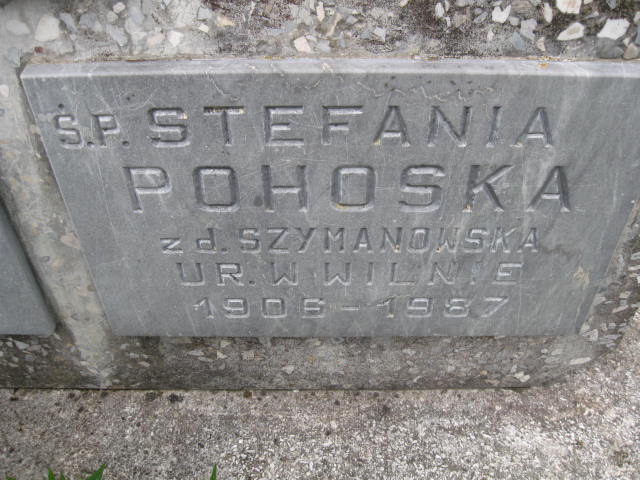 Ś.P. STEFANIA
POHOSKA
z d. SZYMANOWSKA
UR. W WILNIE
1906 - 1987